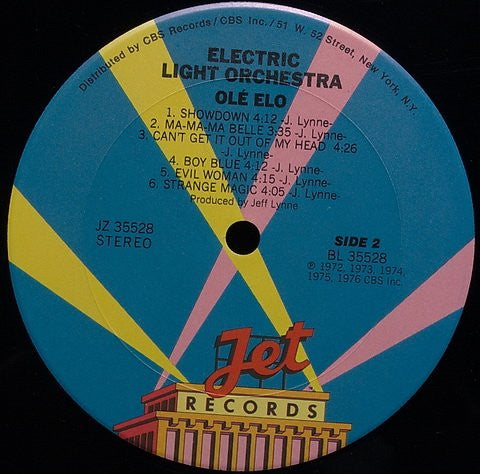 Distributed by CBS Records/CBS Inc./51 W. 52 Street, New York, N.Y.
ELECTRIC
LIGHT ORCHESTRA
OLÉ ELO
1. SHOWDOWN 4:12 -J. Lynne-
2. MA-MA-MA BELLE 3:35 -J. Lynne-
3. CAN'T GET IT OUT OF MY HEAD 4:26
-J. Lynne-
4. BOY BLUE 4:12 -J. Lynne-
5. EVIL WOMAN 4:15 -J. Lynne-
6. STRANGE MAGIC 4:05 -J. Lynne-
Produced by Jeff Lynne
JZ 35528
STEREO
SIDE 2
BL 35528
℗ 1972, 1973, 1974,
1975, 1976 CBS Inc.
Jet
RECORDS